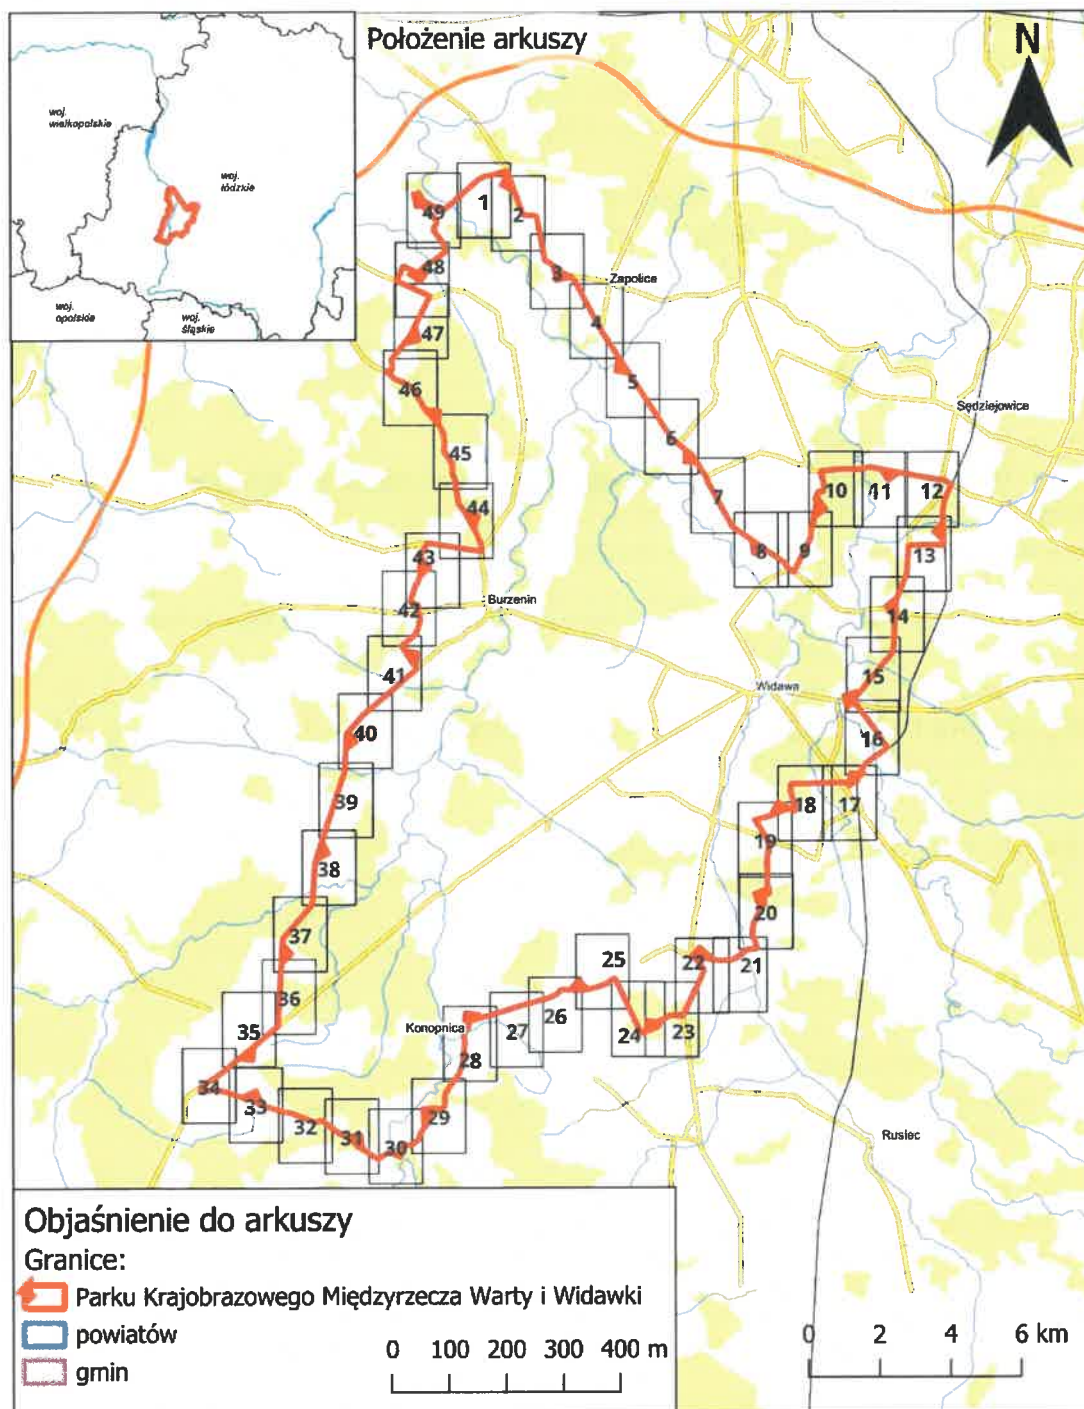 Położenie arkuszy
N
woj.
wielkopolskie
woj.
łódzkie
woj.
opolskie
woj.
śląskie
1
49
2
48
3
Zapolice
4
47
5
46
Sędziejowice
6
45
7
10
11
12
44
8
9
13
43
42
Burzenin
14
41
15
Widawa
40
16
39
18
17
19
38
20
37
25
22
21
36
26
35
Konopnica
27
24
23
28
34
33
32
31
30
29
Rusiec
Objaśnienie do arkuszy
Granice:
Parku Krajobrazowego Międzyrzecza Warty i Widawki
powiatów
gmin
0 100 200 300 400 m
0 2 4 6 km